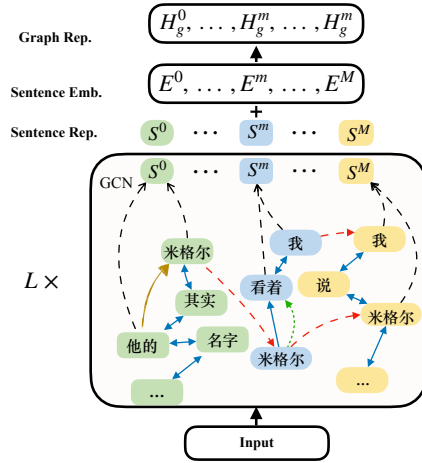 Graph Rep.
H_g^0, ..., H_g^m, ..., H_g^m
Sentence Emb.
E^0, ..., E^m, ..., E^M
+
Sentence Rep.
S^0 ... S^m ... S^M
GCN
S^0 ... S^m ... S^M
L ×
米格尔
我
我
其实
看着
说
他的
名字
米格尔
米格尔
...
...
Input